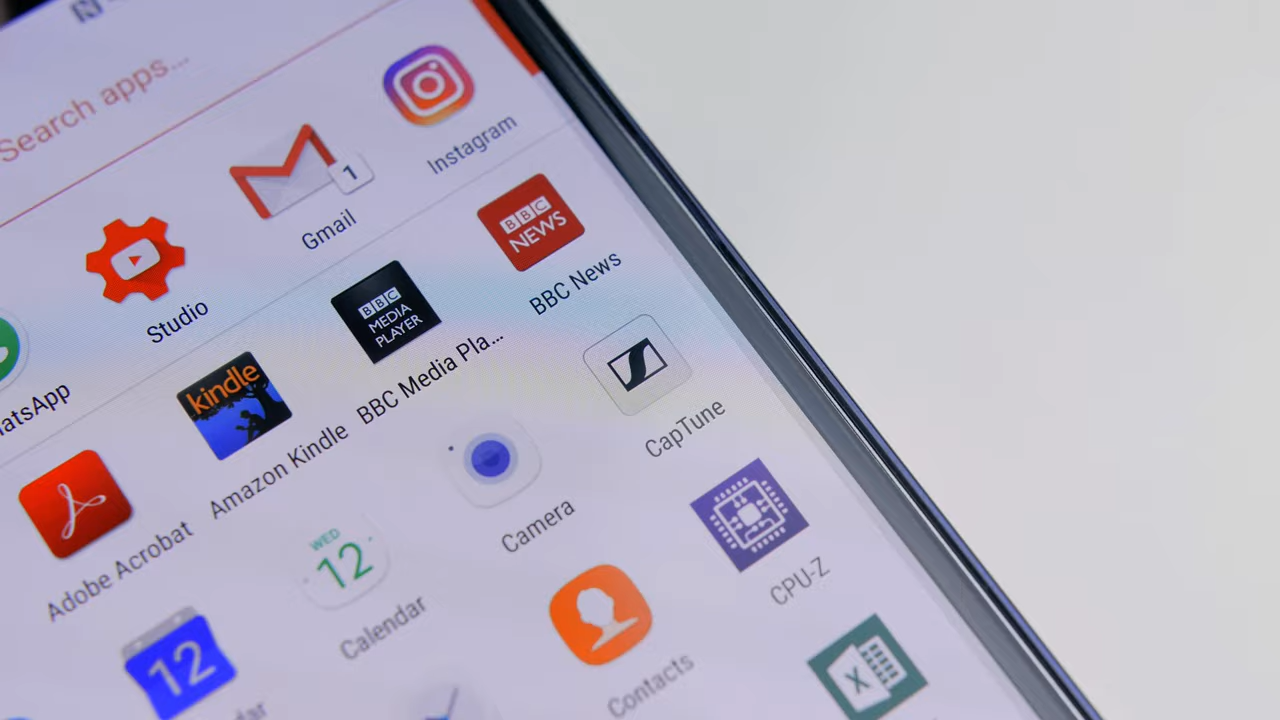 Search apps...
Instagram
1
Gmail
Studio
atsApp
BBC
NEWS
BBC News
BBC
MEDIA
PLAYER
BBC Media Pla...
kindle
Amazon Kindle
Adobe Acrobat
CapTune
Camera
WED
12
Calendar
12
dar
CPU-Z
Contacts
X